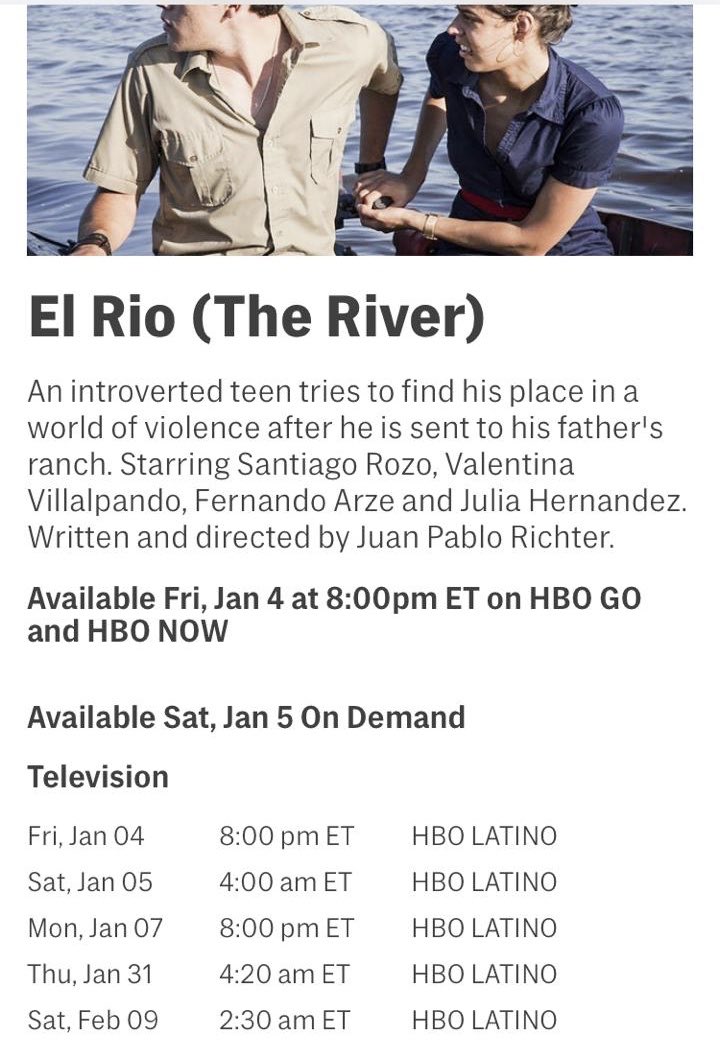 El Rio (The River)
An introverted teen tries to find his place in a
world of violence after he is sent to his father's
ranch. Starring Santiago Rozo, Valentina
Villalpando, Fernando Arze and Julia Hernandez.
Written and directed by Juan Pablo Richter.
Available Fri, Jan 4 at 8:00pm ET on HBO GO
and HBO NOW
Available Sat, Jan 5 On Demand
Television
Fri, Jan 04 8:00 pm ET HBO LATINO
Sat, Jan 05 4:00 am ET HBO LATINO
Mon, Jan 07 8:00 pm ET HBO LATINO
Thu, Jan 31 4:20 am ET HBO LATINO
Sat, Feb 09 2:30 am ET HBO LATINO